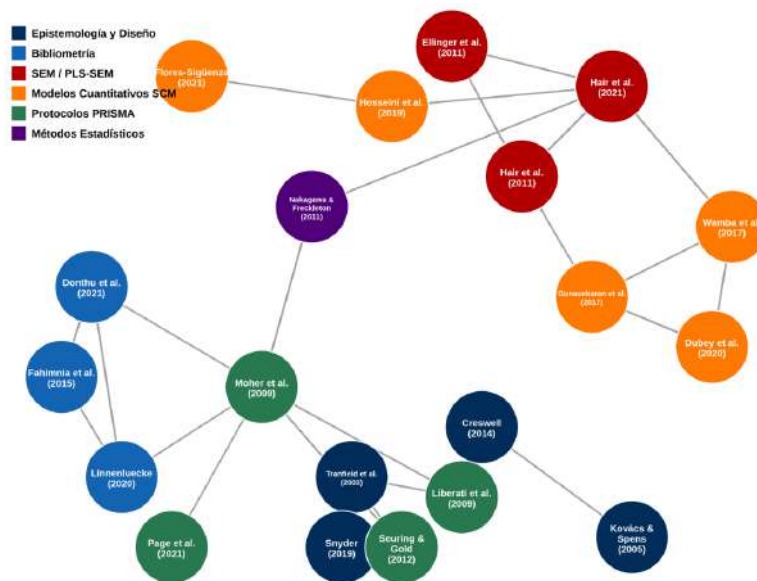 Epistemología y Diseño
Bibliometría
SEM / PLS-SEM
Modelos Cuantitativos SCM
Protocolos PRISMA
Métodos Estadísticos
Flores-Sigüenza
(2021)
Hosseini et al.
(2019)
Ellinger et al.
(2011)
Hair et al.
(2021)
Hair et al.
(2011)
Nakagawa &
Freckleton
(2011)
Wamba et al.
(2017)
Gunasekaran et al.
(2017)
Dubey et al.
(2020)
Donthu et al.
(2021)
Fahimnia et al.
(2015)
Linnenluecke
(2020)
Moher et al.
(2009)
Page et al.
(2021)
Tranfield et al.
(2003)
Snyder
(2019)
Seuring &
Gold
(2012)
Liberati et al.
(2009)
Creswell
(2014)
Kovács &
Spens
(2005)